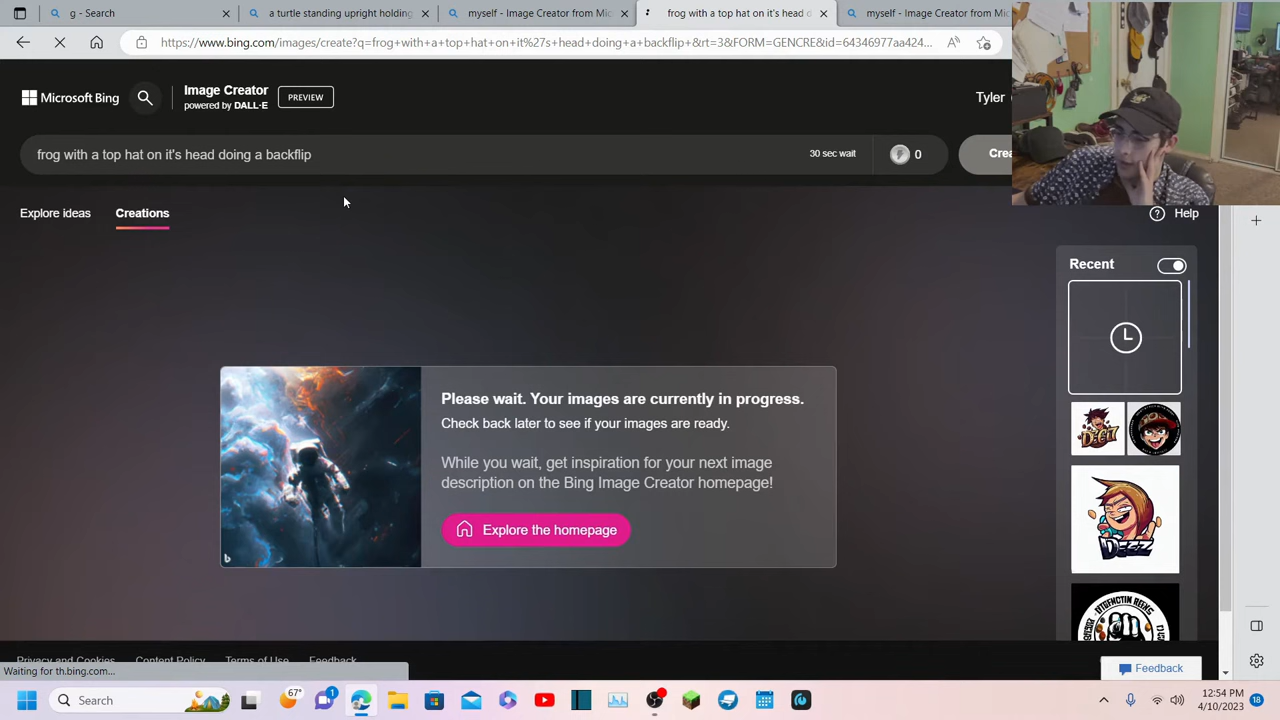 g - Search
a turtle standing upright holding
myself - Image Creator from Mic
frog with a top hat on it's head d
myself - Image Creator from Mic
https://www.bing.com/images/create?q=frog+with+a+top+hat+on+it%27s+head+doing+a+backflip+&rt=3&FORM=GENCRE&id=64346977aa424...
Microsoft Bing
Image Creator
powered by DALL·E
PREVIEW
Tyler
frog with a top hat on it's head doing a backflip
30 sec wait
0
Crea
Explore ideas
Creations
Help
Recent
Please wait. Your images are currently in progress.
Check back later to see if your images are ready.
While you wait, get inspiration for your next image
description on the Bing Image Creator homepage!
Explore the homepage
b
Privacy and Cookies
Content Policy
Terms of Use
Feedback
Waiting for th.bing.com...
Feedback
Search
67°
1
12:54 PM
4/10/2023
18